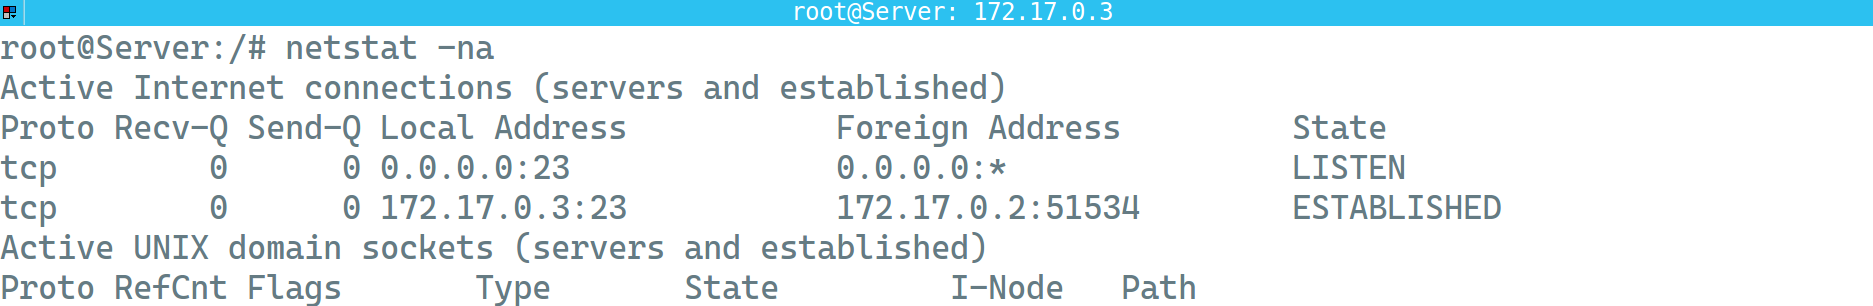 root@Server: 172.17.0.3
root@Server:/# netstat -na
Active Internet connections (servers and established)
Proto Recv-Q Send-Q Local Address           Foreign Address         State
tcp        0      0 0.0.0.0:23              0.0.0.0:*               LISTEN
tcp        0      0 172.17.0.3:23           172.17.0.2:51534        ESTABLISHED
Active UNIX domain sockets (servers and established)
Proto RefCnt Flags       Type       State         I-Node   Path